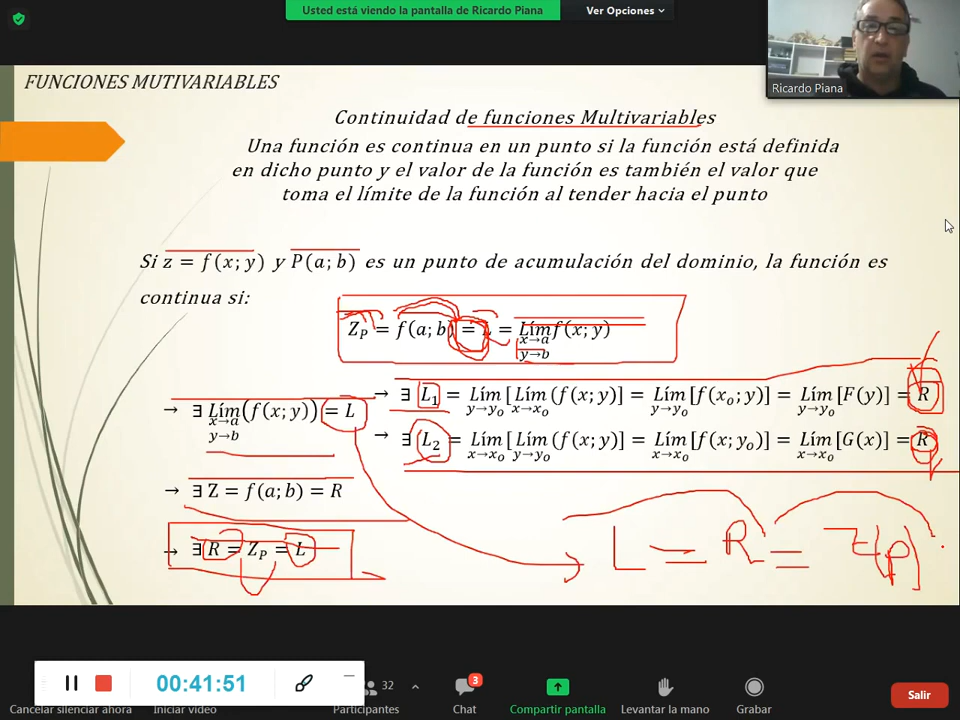 Usted está viendo la pantalla de Ricardo Piana Ver Opciones
Ricardo Piana
FUNCIONES MUTIVARIABLES
Continuidad de funciones Multivariables
Una función es continua en un punto si la función está definida
en dicho punto y el valor de la función es también el valor que
toma el límite de la función al tender hacia el punto
Si z = f(x; y) y P(a; b) es un punto de acumulación del dominio, la función es
continua si:
Z_P = f(a; b) = L = Lím f(x; y)
x→a
y→b
→ ∃ Lím (f(x; y)) = L
x→a
y→b
→ ∃ L₁ = Lím [ Lím (f(x; y)] = Lím [f(x₀; y)] = Lím [F(y)] = R
y→y₀ x→x₀ y→y₀ y→y₀
→ ∃ L₂ = Lím [ Lím (f(x; y)] = Lím [f(x; y₀)] = Lím [G(x)] = R
x→x₀ y→y₀ x→x₀ x→x₀
→ ∃ Z = f(a; b) = R
→ ∃ R = Z_P = L
L = R = Z(P)
00:41:51
32
3
Cancelar silenciar ahora Iniciar video Participantes Chat Compartir pantalla Levantar la mano Grabar Salir